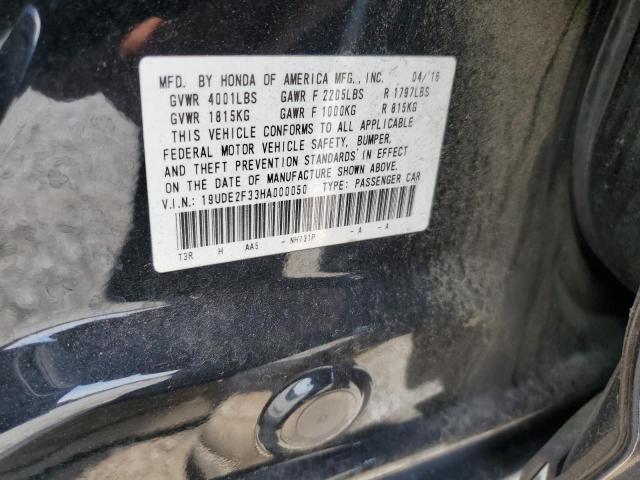 MFD. BY HONDA OF AMERICA MFG., INC. 04/16
GVWR 4001LBS GAWR F 2205LBS R 1797LBS
GVWR 1815KG GAWR F 1000KG R 815KG
THIS VEHICLE CONFORMS TO ALL APPLICABLE
FEDERAL MOTOR VEHICLE SAFETY, BUMPER,
AND THEFT PREVENTION STANDARDS IN EFFECT
ON THE DATE OF MANUFACTURE SHOWN ABOVE.
V.I.N.: 19UDE2F33HA000050 TYPE: PASSENGER CAR
T3R H AA5 - NH731P - A - A